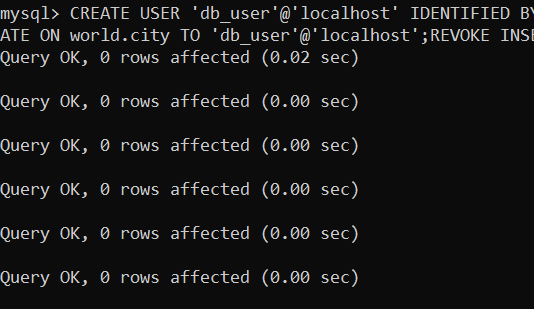 mysql> CREATE USER 'db_user'@'localhost' IDENTIFIED BY
ATE ON world.city TO 'db_user'@'localhost';REVOKE INSE
Query OK, 0 rows affected (0.02 sec)
Query OK, 0 rows affected (0.00 sec)
Query OK, 0 rows affected (0.00 sec)
Query OK, 0 rows affected (0.00 sec)
Query OK, 0 rows affected (0.00 sec)
Query OK, 0 rows affected (0.00 sec)